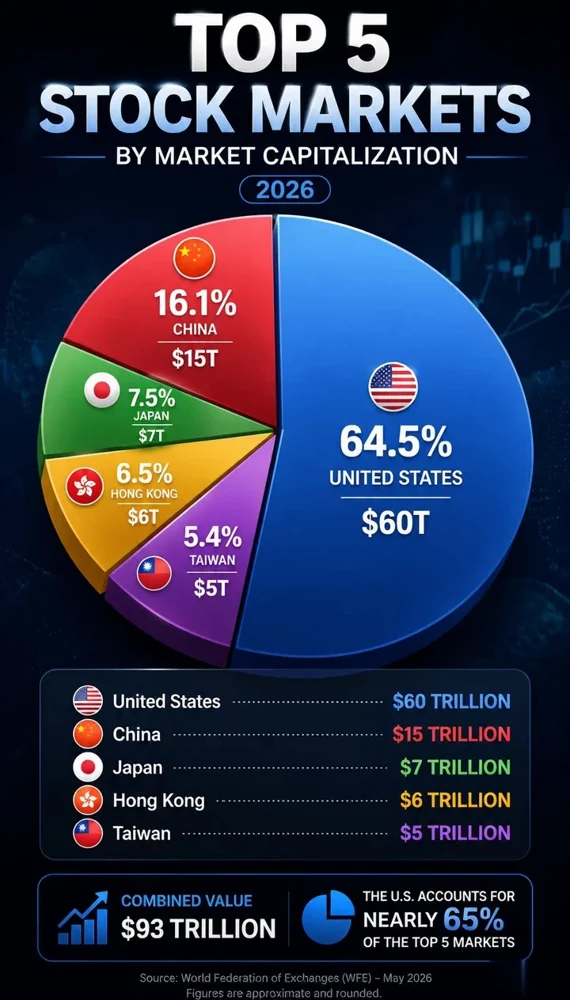 TOP 5
STOCK MARKETS
BY MARKET CAPITALIZATION
2026
16.1%
CHINA
$15T
7.5%
JAPAN
$7T
6.5%
HONG KONG
$6T
5.4%
TAIWAN
$5T
64.5%
UNITED STATES
$60T
United States $60 TRILLION
China $15 TRILLION
Japan $7 TRILLION
Hong Kong $6 TRILLION
Taiwan $5 TRILLION
COMBINED VALUE
$93 TRILLION
THE U.S. ACCOUNTS FOR
NEARLY 65%
OF THE TOP 5 MARKETS
Source: World Federation of Exchanges (WFE) – May 2026
Figures are approximate and rounded.